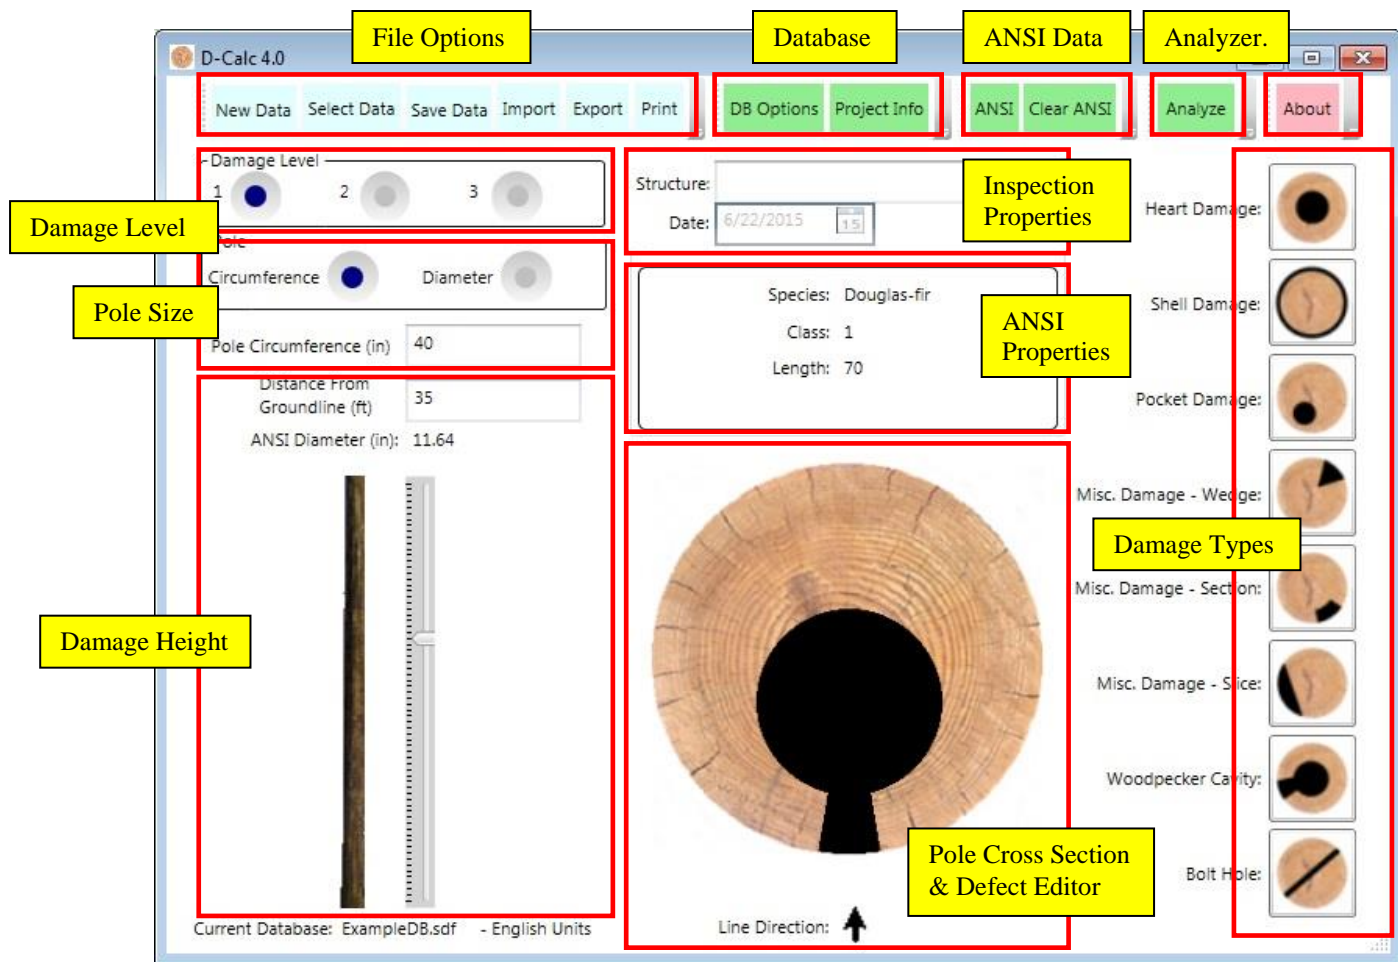 File Options
Database
ANSI Data
Analyzer.
D-Calc 4.0
New Data
Select Data
Save Data
Import
Export
Print
DB Options
Project Info
ANSI
Clear ANSI
Analyze
About
Damage Level
1
2
3
Damage Level
Pole
Circumference
Diameter
Pole Size
Pole Circumference (in)
40
Distance From
Groundline (ft)
35
ANSI Diameter (in):
11.64
Damage Height
Current Database: ExampleDB.sdf - English Units
Structure:
Date:
6/22/2015
15
Inspection
Properties
Species: Douglas-fir
Class: 1
Length: 70
ANSI
Properties
Pole Cross Section
& Defect Editor
Line Direction:
Heart Damage:
Shell Damage:
Pocket Damage:
Misc. Damage - Wedge:
Damage Types
Misc. Damage - Section:
Misc. Damage - Slice:
Woodpecker Cavity:
Bolt Hole: